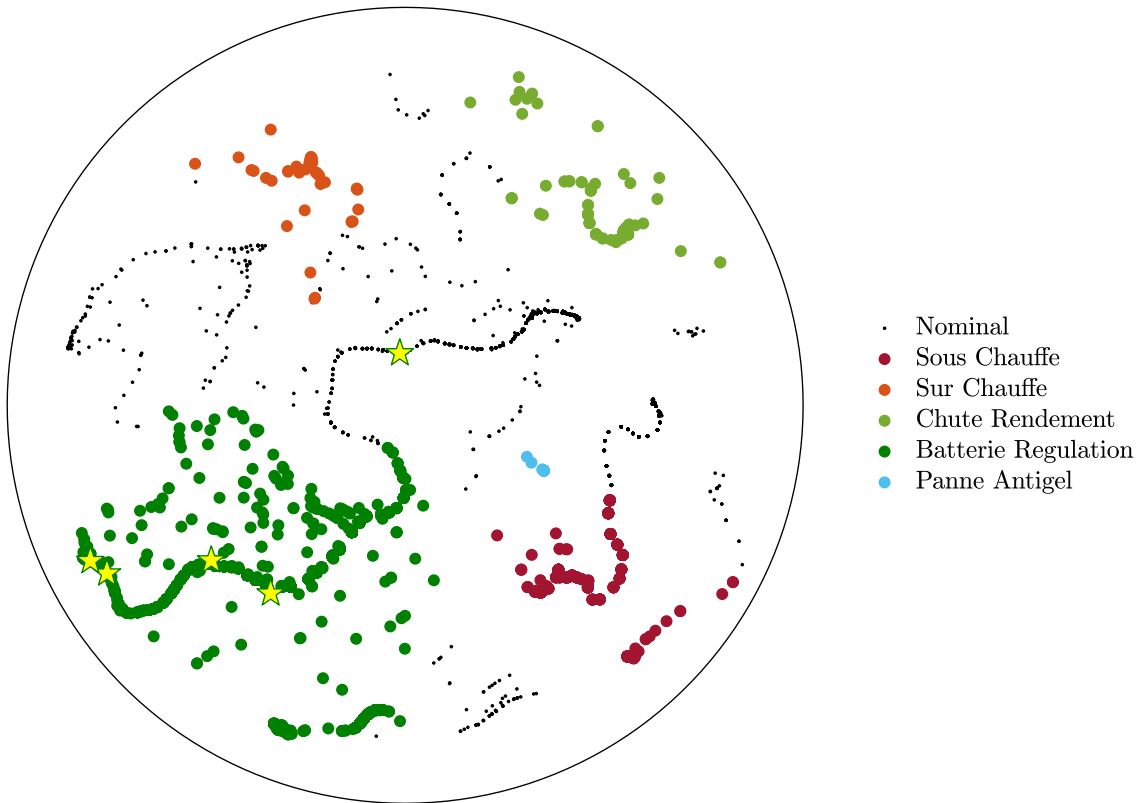 Nominal
Sous Chauffe
Sur Chauffe
Chute Rendement
Batterie Regulation
Panne Antigel